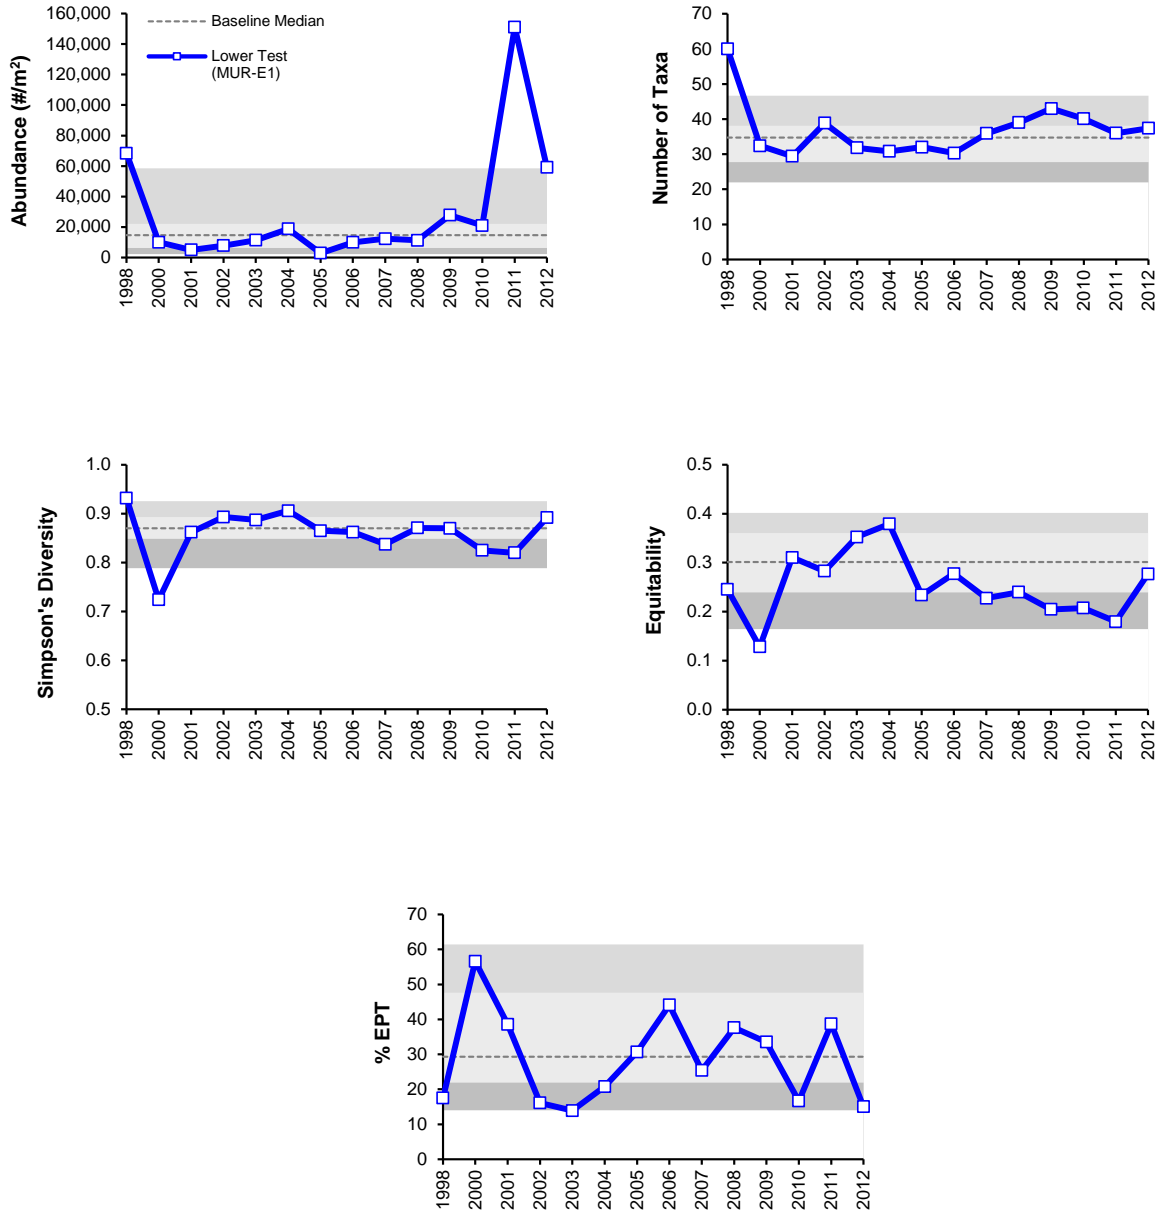 Abundance (#/m²)
160,000
140,000
120,000
100,000
80,000
60,000
40,000
20,000
0
Baseline Median
Lower Test
(MUR-E1)
1998 2000 2001 2002 2003 2004 2005 2006 2007 2008 2009 2010 2011 2012
Number of Taxa
70
60
50
40
30
20
10
0
1998 2000 2001 2002 2003 2004 2005 2006 2007 2008 2009 2010 2011 2012
Simpson's Diversity
1.0
0.9
0.8
0.7
0.6
0.5
1998 2000 2001 2002 2003 2004 2005 2006 2007 2008 2009 2010 2011 2012
Equitability
0.5
0.4
0.3
0.2
0.1
0.0
1998 2000 2001 2002 2003 2004 2005 2006 2007 2008 2009 2010 2011 2012
% EPT
70
60
50
40
30
20
10
0
1998 2000 2001 2002 2003 2004 2005 2006 2007 2008 2009 2010 2011 2012